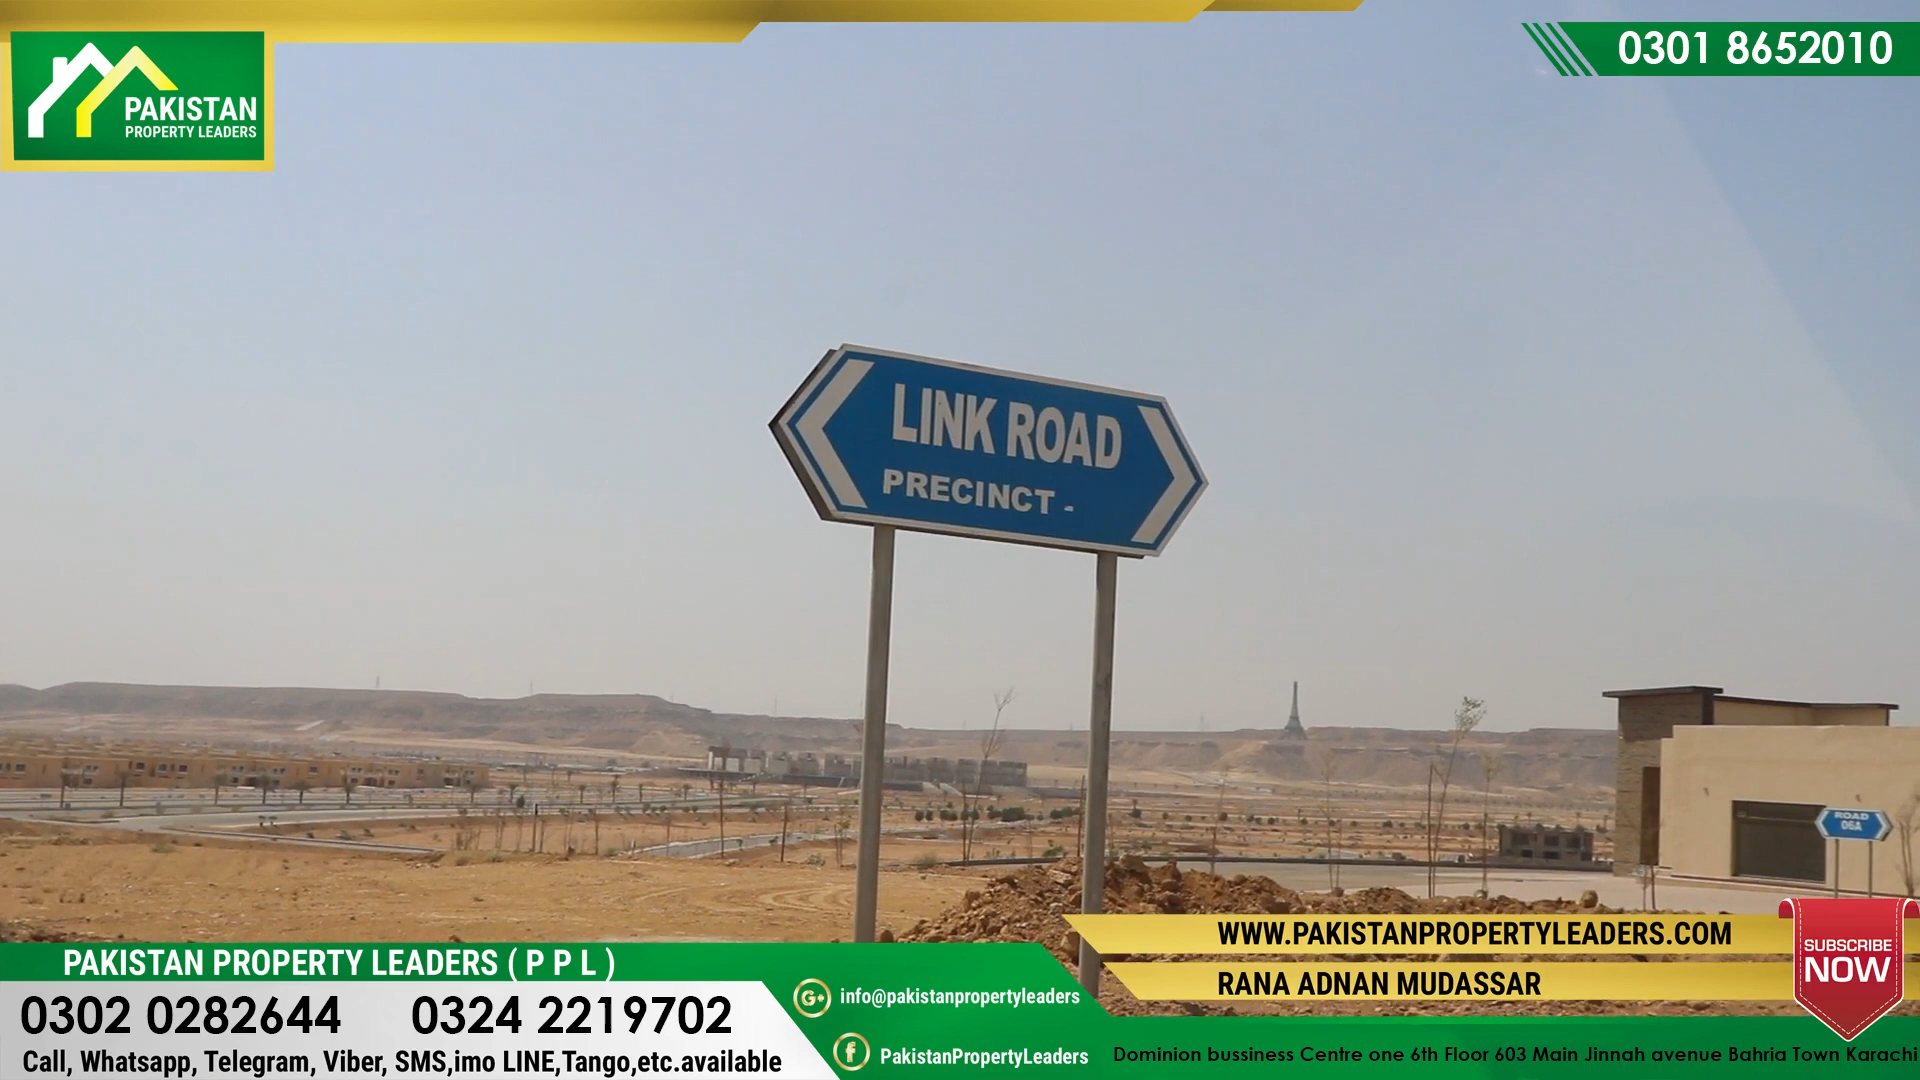 PAKISTAN
PROPERTY LEADERS
0301 8652010
LINK ROAD
PRECINCT -
ROAD
06A
WWW.PAKISTANPROPERTYLEADERS.COM
RANA ADNAN MUDASSAR
SUBSCRIBE
NOW
PAKISTAN PROPERTY LEADERS ( P P L )
0302 0282644 0324 2219702
Call, Whatsapp, Telegram, Viber, SMS,imo LINE,Tango,etc.available
G+ info@pakistanpropertyleaders
f PakistanPropertyLeaders
Dominion bussiness Centre one 6th Floor 603 Main Jinnah avenue Bahria Town Karachi